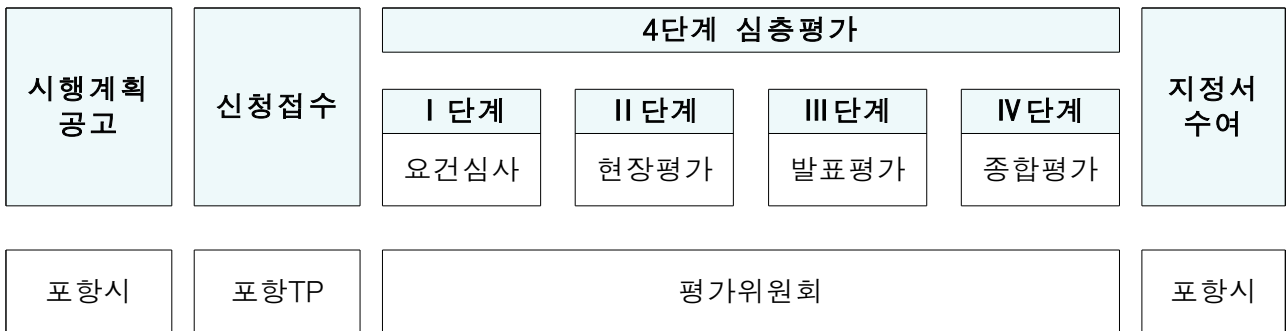 시행계획
공고
신청접수
4단계 심층평가
Ⅰ단계
요건심사
Ⅱ단계
현장평가
Ⅲ단계
발표평가
Ⅳ단계
종합평가
지정서
수여
포항시
포항TP
평가위원회
포항시